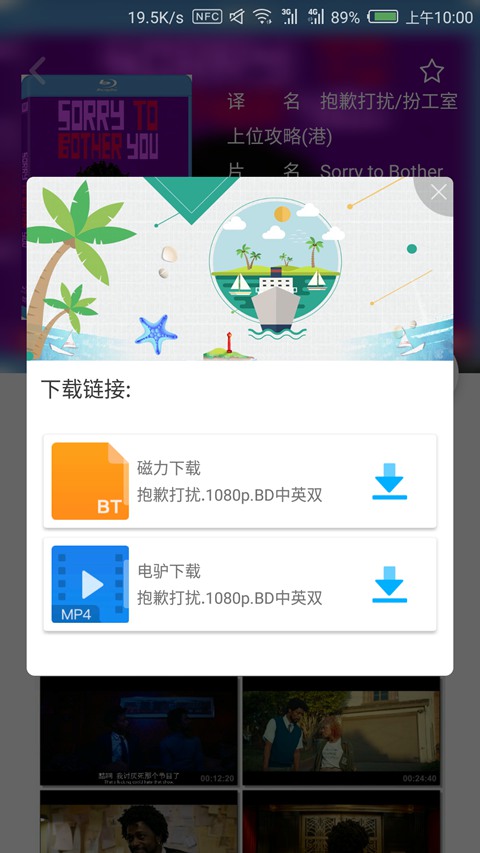 19.5K/s NFC 3G 4G 89% 上午10:00
SORRY TO
BOTHER YOU
译 名 抱歉打扰/扮工室
上位攻略(港)
片 名 Sorry to Bother
下载链接:
BT
磁力下载
抱歉打扰.1080p.BD中英双
MP4
电驴下载
抱歉打扰.1080p.BD中英双
00:12:20
00:24:40